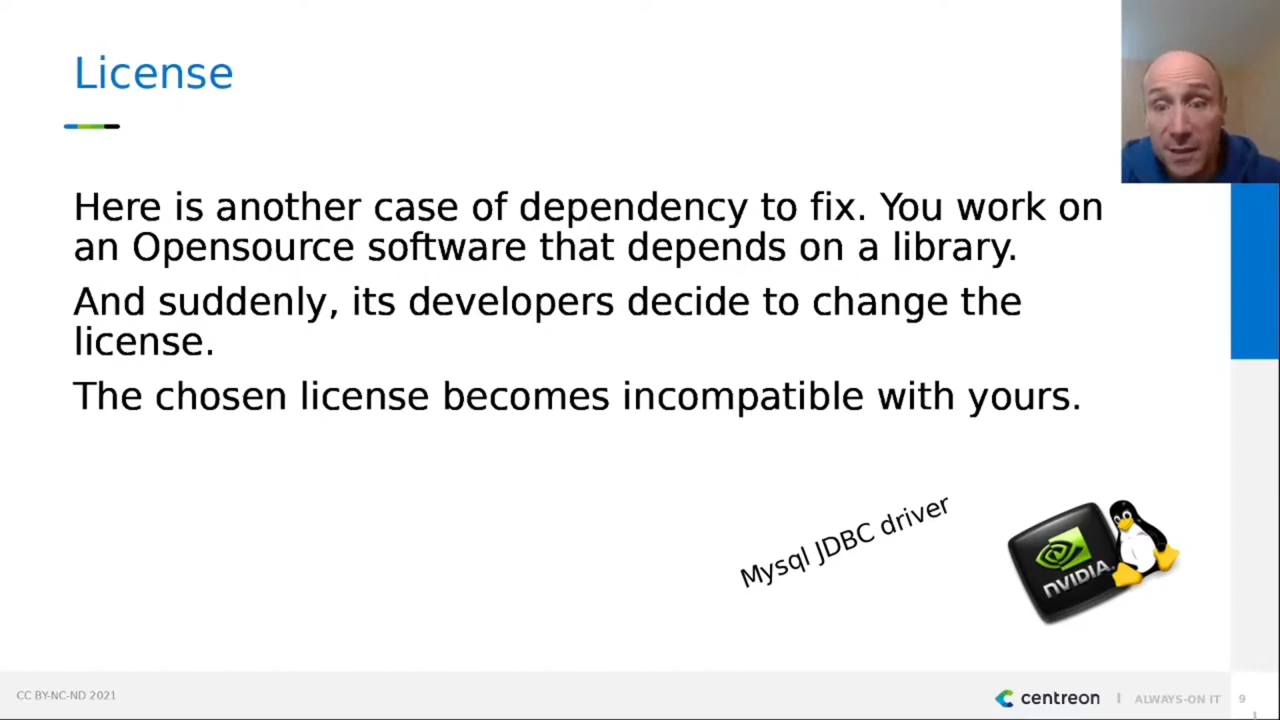 License
Here is another case of dependency to fix. You work on
an Opensource software that depends on a library.
And suddenly, its developers decide to change the
license.
The chosen license becomes incompatible with yours.
Mysql JDBC driver
NVIDIA.
CC BY-NC-ND 2021
centreon
ALWAYS-ON IT
9